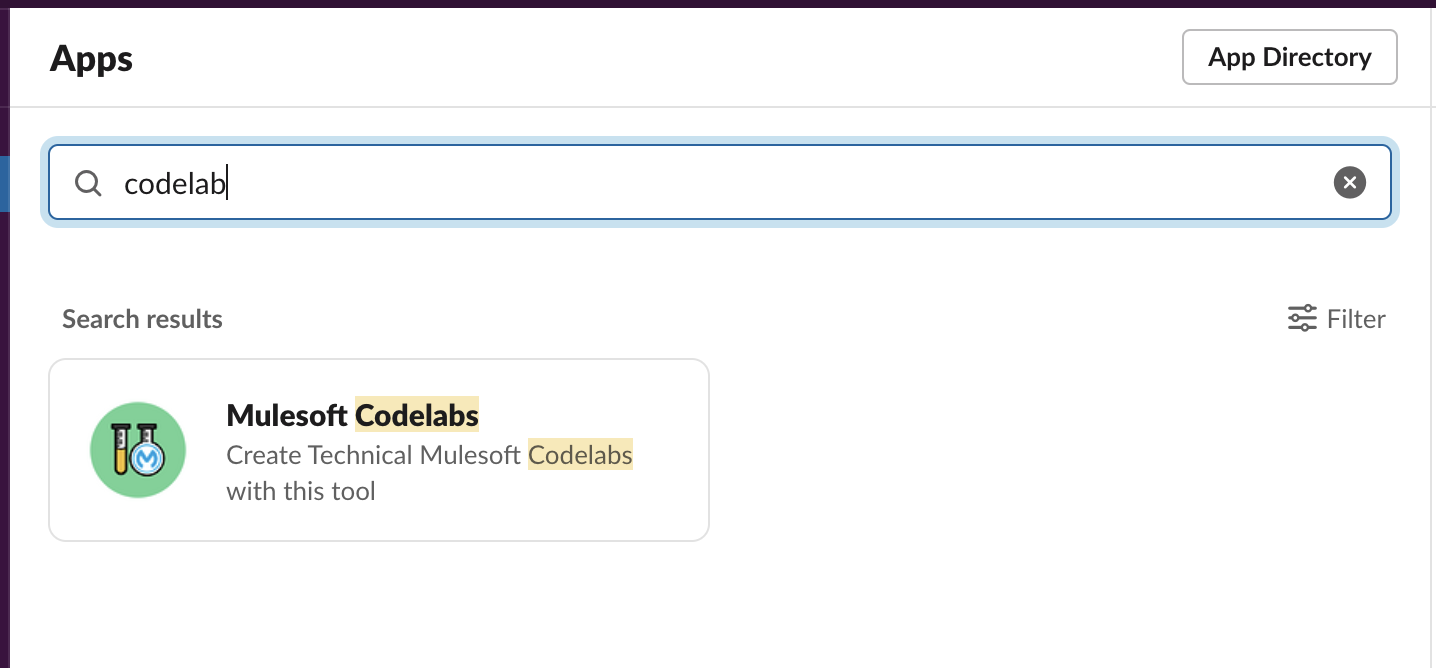 Apps
App Directory
codelab
Search results
Filter
Mulesoft Codelabs
Create Technical Mulesoft Codelabs
with this tool